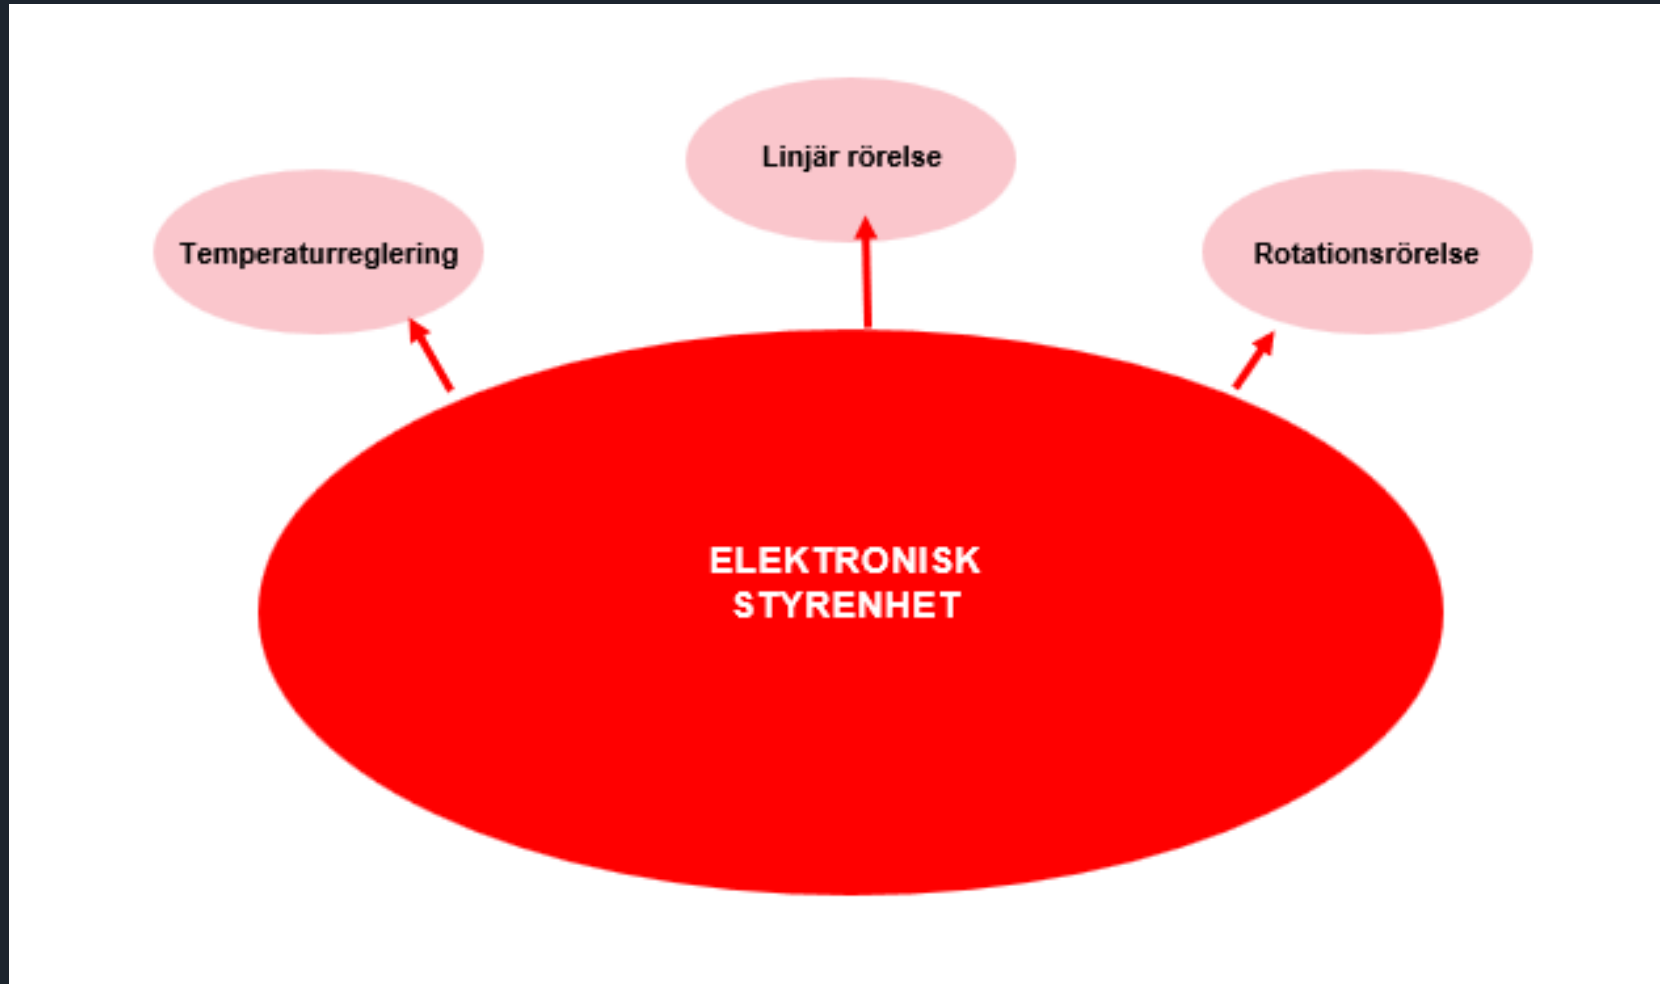 Linjär rörelse
Temperaturreglering
Rotationsrörelse
ELEKTRONISK
STYRENHET